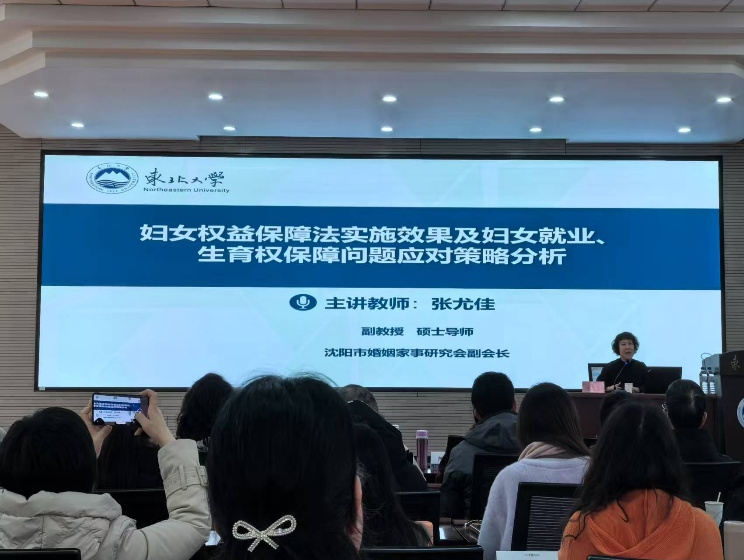 東北大学
Northeastern University
妇女权益保障法实施效果及妇女就业、
生育权保障问题应对策略分析
主讲教师：张尤佳
副教授 硕士导师
沈阳市婚姻家事研究会副会长